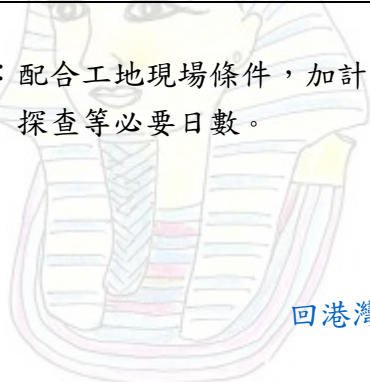 ：配合工地現場條件，加計
探查等必要日數。
回港灣